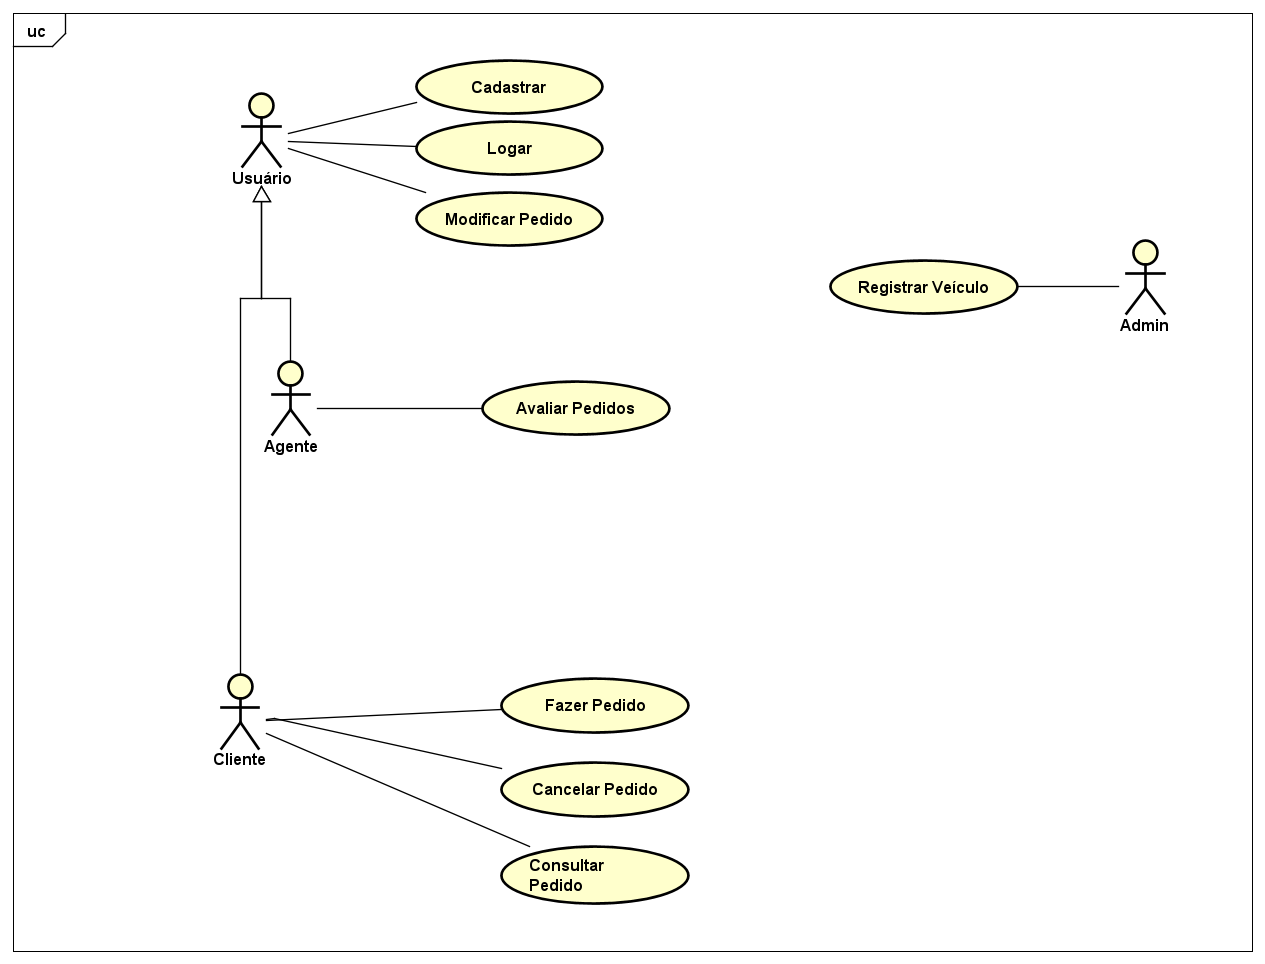 uc
Cadastrar
Logar
Usuário
Modificar Pedido
Registrar Veículo
Admin
Avaliar Pedidos
Agente
Fazer Pedido
Cliente
Cancelar Pedido
Consultar
Pedido